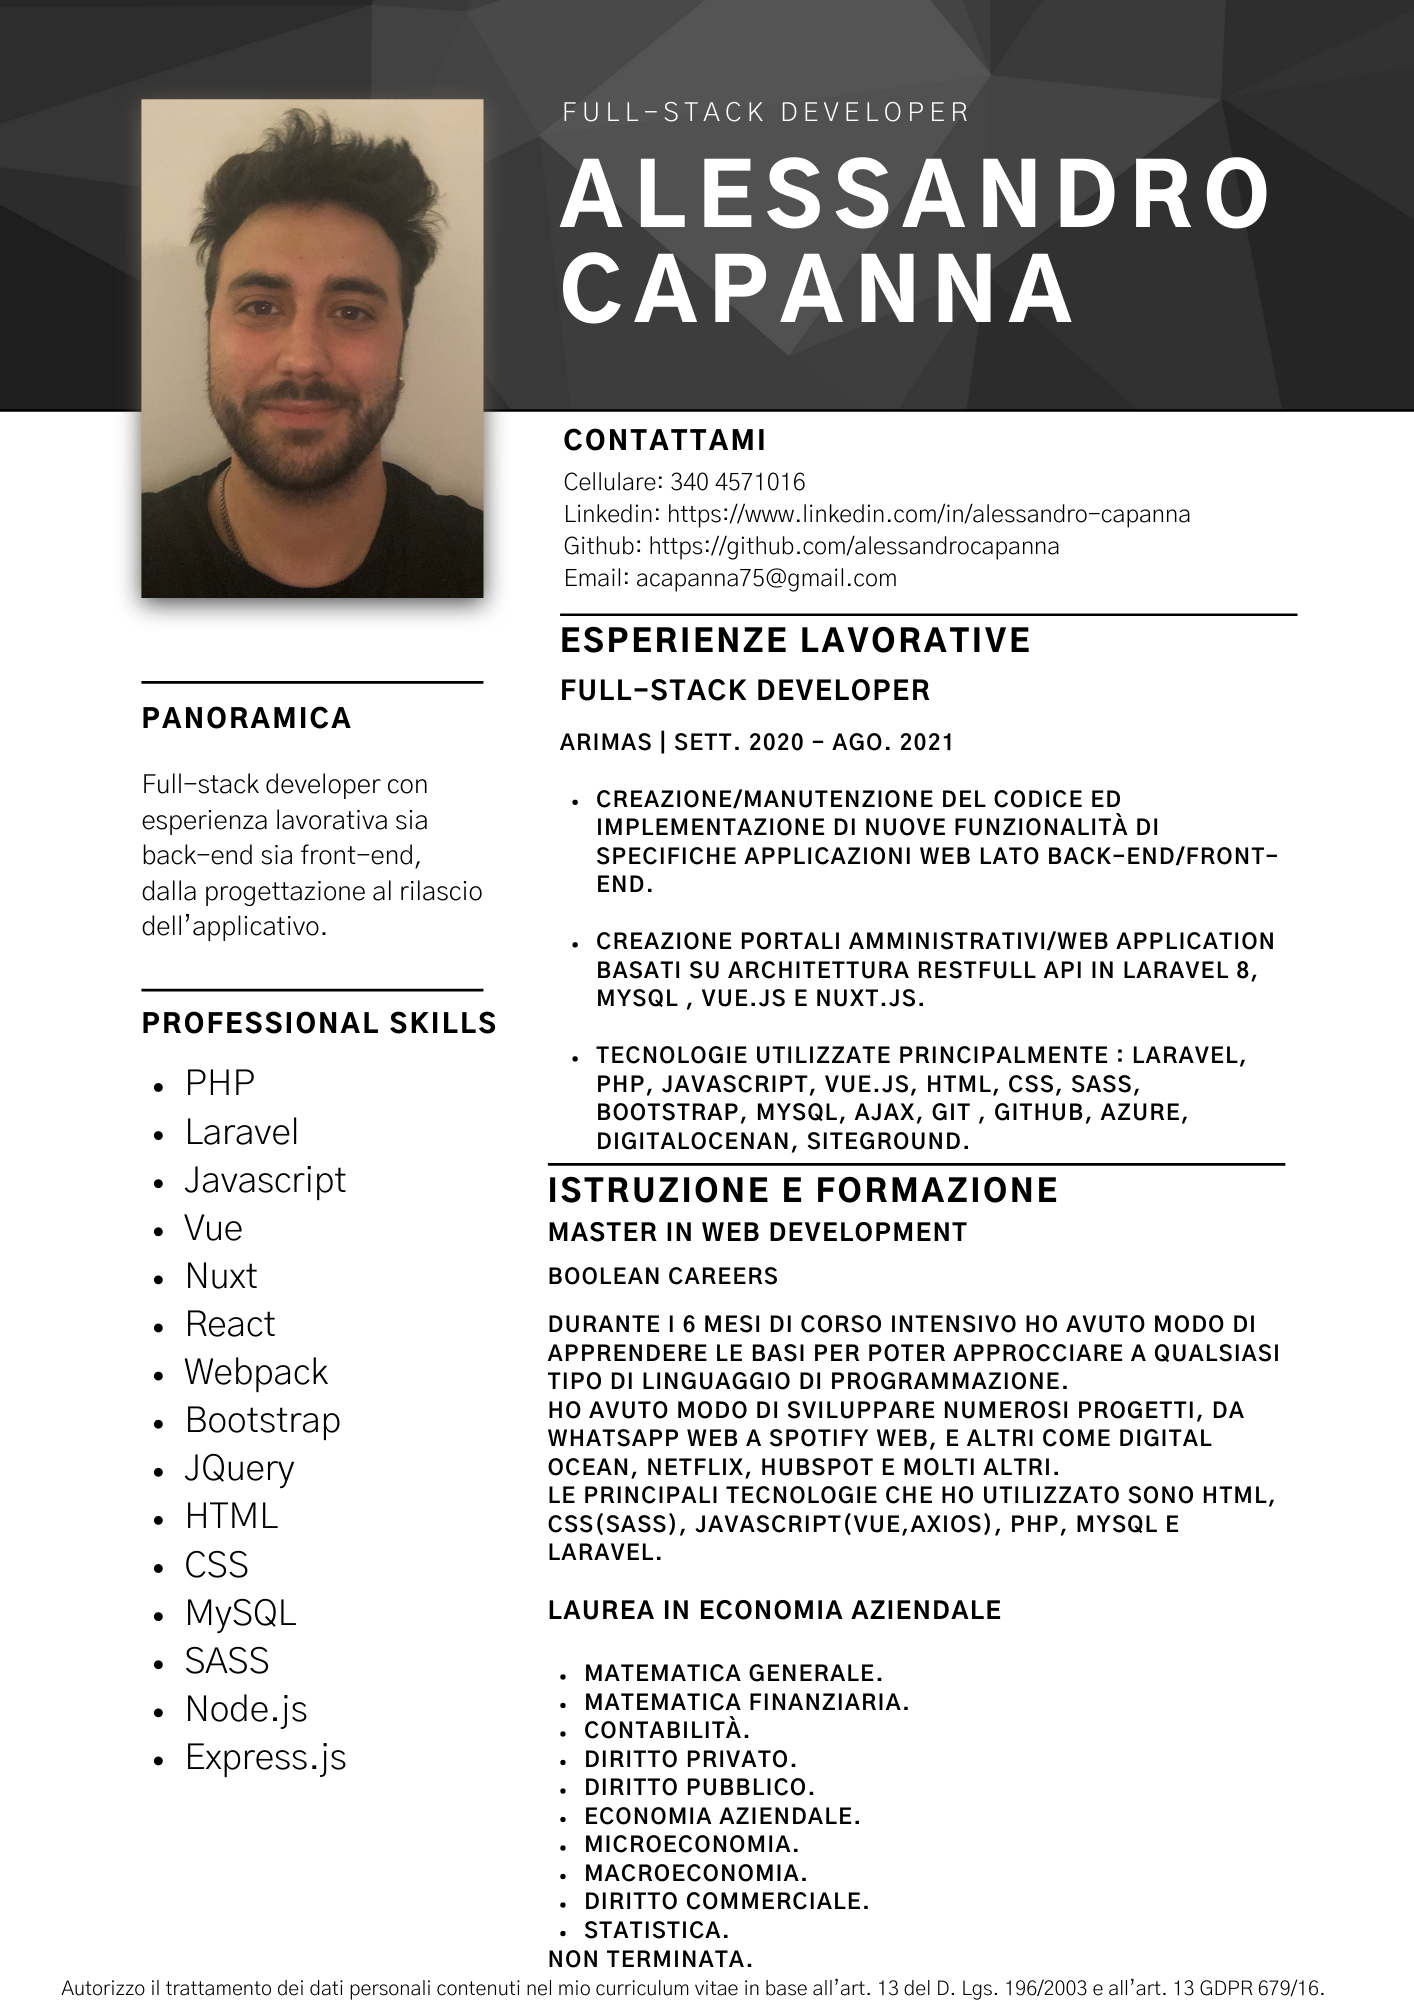 FULL-STACK DEVELOPER
ALESSANDRO
CAPANNA
CONTATTAMI
Cellulare: 340 4571016
Linkedin: https://www.linkedin.com/in/alessandro-capanna
Github: https://github.com/alessandrocapanna
Email: acapanna75@gmail.com
PANORAMICA
Full-stack developer con
esperienza lavorativa sia
back-end sia front-end,
dalla progettazione al rilascio
dell'applicativo.
PROFESSIONAL SKILLS
• PHP
• Laravel
• Javascript
• Vue
• Nuxt
• React
• Webpack
• Bootstrap
• JQuery
• HTML
• CSS
• MySQL
• SASS
• Node.js
• Express.js
ESPERIENZE LAVORATIVE
FULL-STACK DEVELOPER
ARIMAS | SETT. 2020 - AGO. 2021
• CREAZIONE/MANUTENZIONE DEL CODICE ED
IMPLEMENTAZIONE DI NUOVE FUNZIONALITÀ DI
SPECIFICHE APPLICAZIONI WEB LATO BACK-END/FRONT-
END.
• CREAZIONE PORTALI AMMINISTRATIVI/WEB APPLICATION
BASATI SU ARCHITETTURA RESTFULL API IN LARAVEL 8,
MYSQL , VUE.JS E NUXT.JS.
• TECNOLOGIE UTILIZZATE PRINCIPALMENTE : LARAVEL,
PHP, JAVASCRIPT, VUE.JS, HTML, CSS, SASS,
BOOTSTRAP, MYSQL, AJAX, GIT , GITHUB, AZURE,
DIGITALOCENAN, SITEGROUND.
ISTRUZIONE E FORMAZIONE
MASTER IN WEB DEVELOPMENT
BOOLEAN CAREERS
DURANTE I 6 MESI DI CORSO INTENSIVO HO AVUTO MODO DI
APPRENDERE LE BASI PER POTER APPROCCIARE A QUALSIASI
TIPO DI LINGUAGGIO DI PROGRAMMAZIONE.
HO AVUTO MODO DI SVILUPPARE NUMEROSI PROGETTI, DA
WHATSAPP WEB A SPOTIFY WEB, E ALTRI COME DIGITAL
OCEAN, NETFLIX, HUBSPOT E MOLTI ALTRI.
LE PRINCIPALI TECNOLOGIE CHE HO UTILIZZATO SONO HTML,
CSS(SASS), JAVASCRIPT(VUE,AXIOS), PHP, MYSQL E
LARAVEL.
LAUREA IN ECONOMIA AZIENDALE
• MATEMATICA GENERALE.
• MATEMATICA FINANZIARIA.
• CONTABILITÀ.
• DIRITTO PRIVATO.
• DIRITTO PUBBLICO.
• ECONOMIA AZIENDALE.
• MICROECONOMIA.
• MACROECONOMIA.
• DIRITTO COMMERCIALE.
• STATISTICA.
NON TERMINATA.
Autorizzo il trattamento dei dati personali contenuti nel mio curriculum vitae in base all'art. 13 del D. Lgs. 196/2003 e all'art. 13 GDPR 679/16.